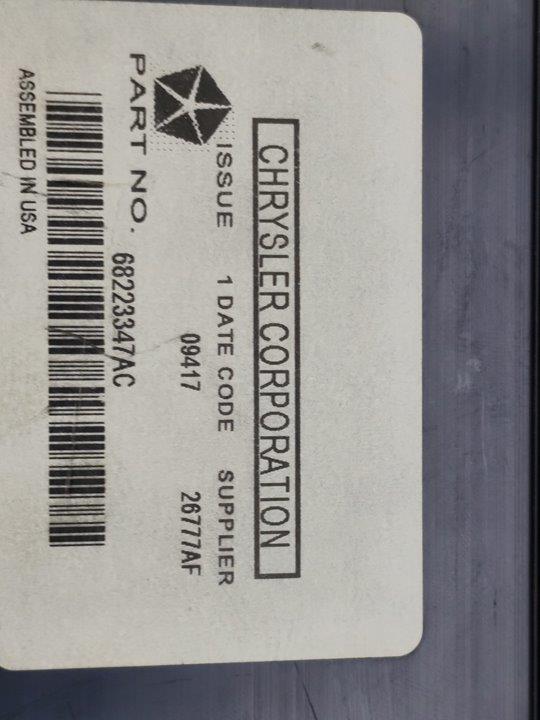 CHRYSLER CORPORATION
ISSUE 1 DATE CODE SUPPLIER
09417 26777AF
PART NO. 68223347AC
ASSEMBLED IN USA